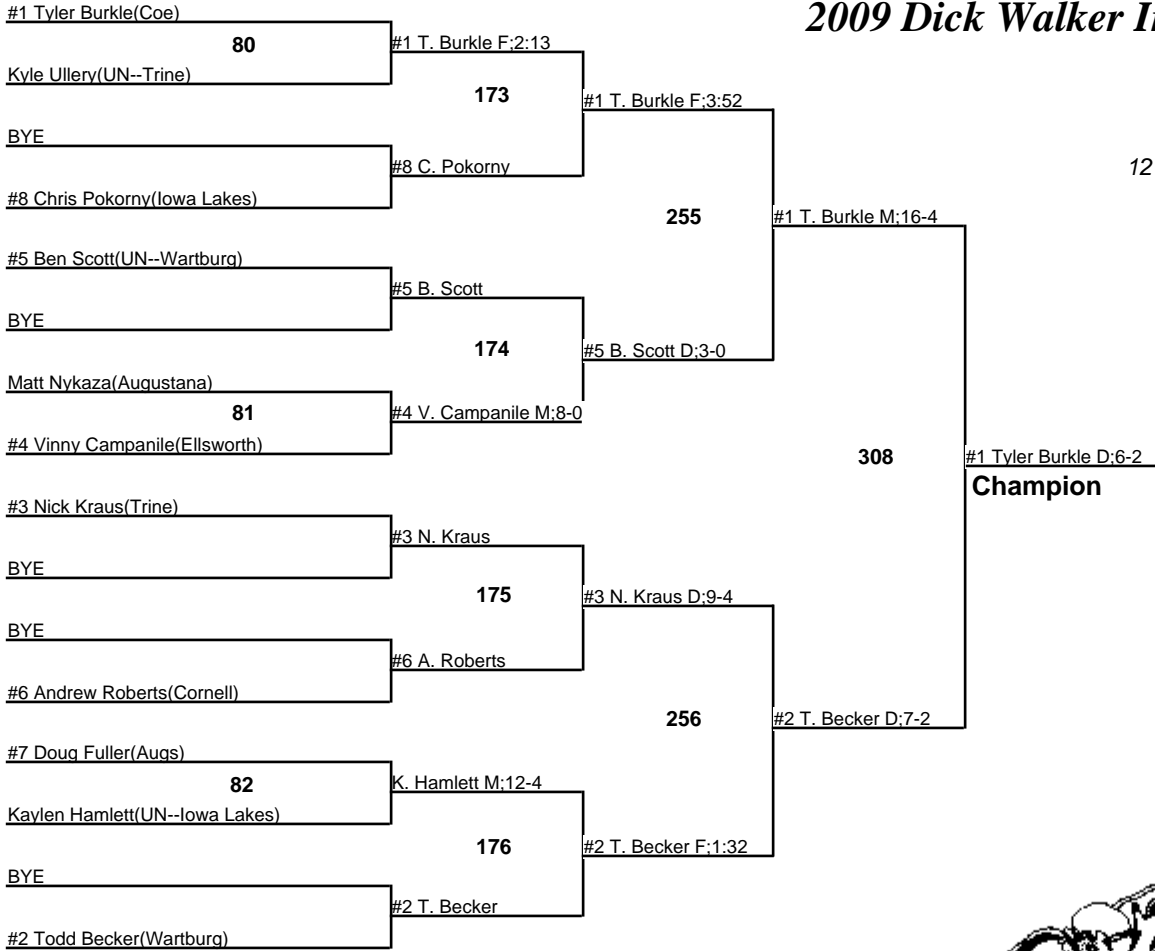 2009 Dick Walker
#1 Tyler Burkle(Coe)
80
#1 T. Burkle F;2:13
Kyle Ullery(UN--Trine)
173
#1 T. Burkle F;3:52
BYE
#8 C. Pokorny
12
#8 Chris Pokorny(Iowa Lakes)
255
#1 T. Burkle M;16-4
#5 Ben Scott(UN--Wartburg)
#5 B. Scott
BYE
174
#5 B. Scott D;3-0
Matt Nykaza(Augustana)
81
#4 V. Campanile M;8-0
#4 Vinny Campanile(Ellsworth)
308
#1 Tyler Burkle D;6-2
Champion
#3 Nick Kraus(Trine)
#3 N. Kraus
BYE
175
#3 N. Kraus D;9-4
BYE
#6 A. Roberts
#6 Andrew Roberts(Cornell)
256
#2 T. Becker D;7-2
#7 Doug Fuller(Augs)
82
K. Hamlett M;12-4
Kaylen Hamlett(UN--Iowa Lakes)
176
#2 T. Becker F;1:32
BYE
#2 T. Becker
#2 Todd Becker(Wartburg)